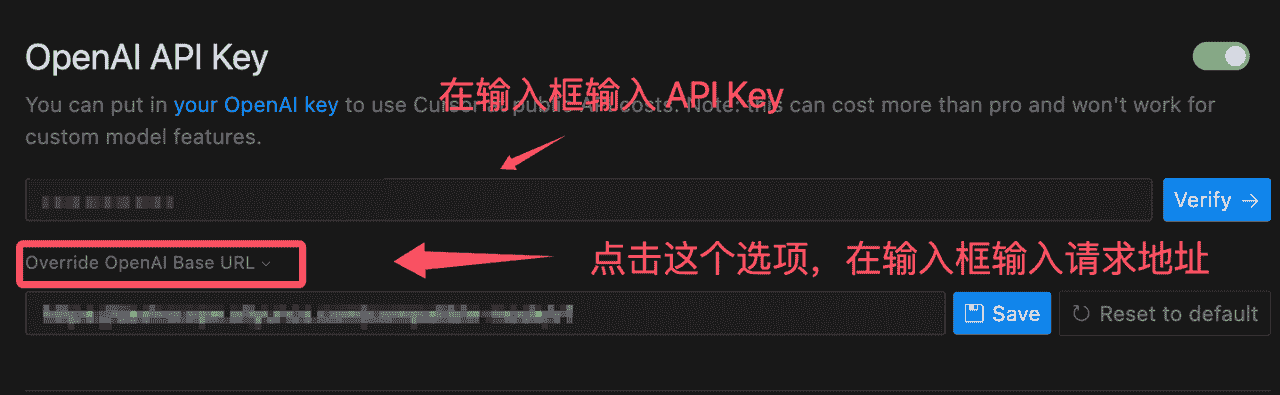 OpenAI API Key
在输入框输入 API Key
You can put in your OpenAI key to use Cursor public API costs. Note: this can cost more than pro and won't work for
custom model features.
Verify →
点击这个选项，在输入框输入请求地址
Override OpenAI Base URL
Save
Reset to default